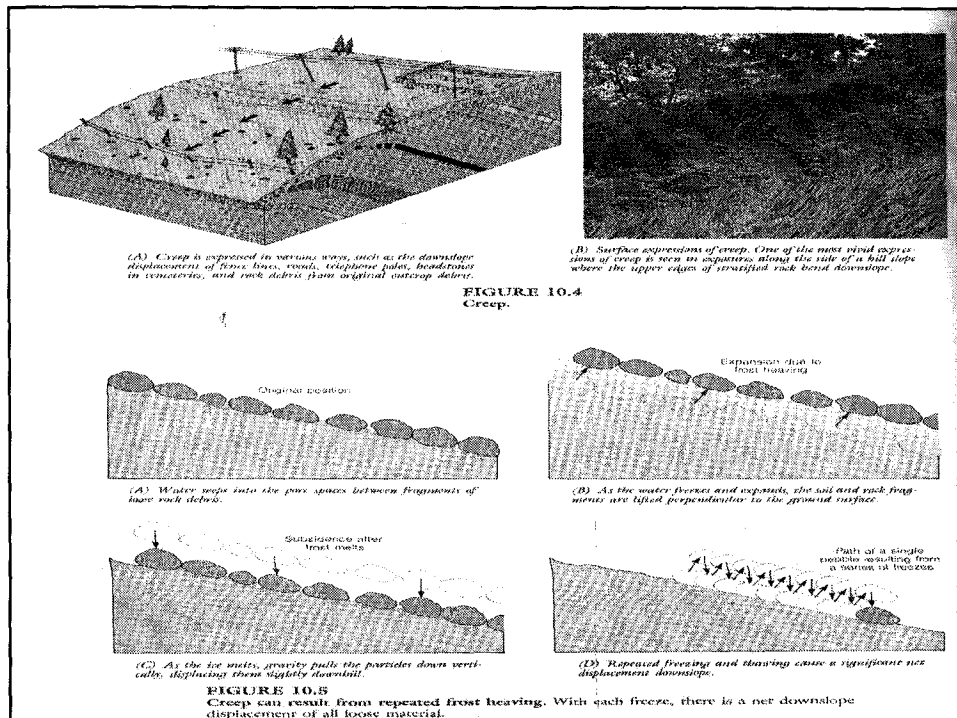 (A) Creep is expressed in various ways, such as the downslope
displacement of fence lines, roads, telephone poles, headstones
in cemeteries, and rock debris from original outcrop debris.
(B) Surface expressions of creep. One of the most vivid expres-
sions of creep is seen in exposures along the side of a hill slope
where the upper edges of stratified rock bend downslope.
FIGURE 10.4
Creep.
Original position
Expansion due to
frost heaving
(A) Water seeps into the pore spaces between fragments of
loose rock debris.
(B) As the water freezes and expands, the soil and rock frag-
ments are lifted perpendicular to the ground surface.
Subsidence after
frost melts
Path of a single
pebble resulting from
a series of freezes
(C) As the ice melts, gravity pulls the particles down verti-
cally, displacing them slightly downhill.
(D) Repeated freezing and thawing cause a significant net
displacement downslope.
FIGURE 10.5
Creep can result from repeated frost heaving. With each freeze, there is a net downslope
displacement of all loose material.